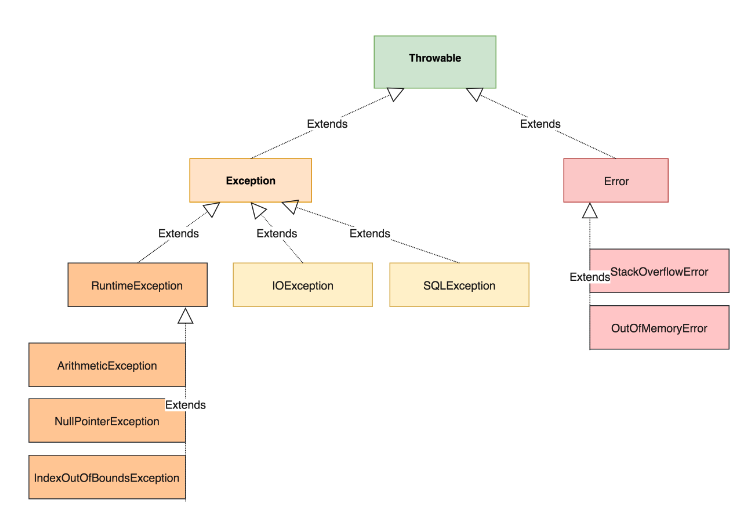 Throwable
Extends
Extends
Exception
Error
Extends
Extends
Extends
RuntimeException
IOException
SQLException
Extends
StackOverflowError
OutOfMemoryError
ArithmeticException
Extends
NullPointerException
IndexOutOfBoundsException